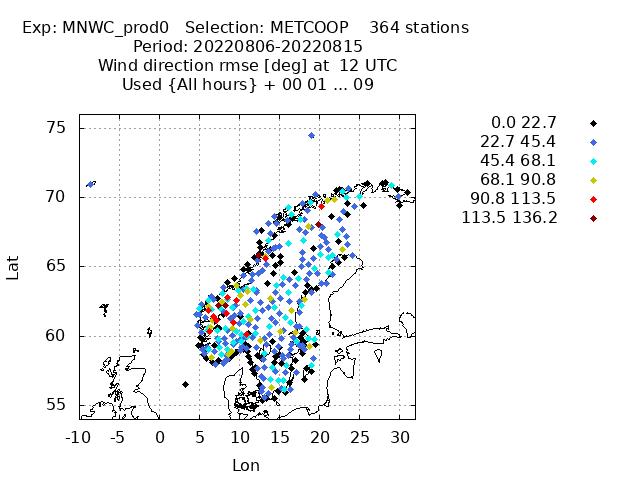 Exp: MNWC_prod0   Selection: METCOOP    364 stations
Period: 20220806-20220815
Wind direction rmse [deg] at  12 UTC
Used {All hours} + 00 01 ... 09
0.0 22.7
22.7 45.4
45.4 68.1
68.1 90.8
90.8 113.5
113.5 136.2
75
70
65
60
55
Lat
-10 -5 0 5 10 15 20 25 30
Lon